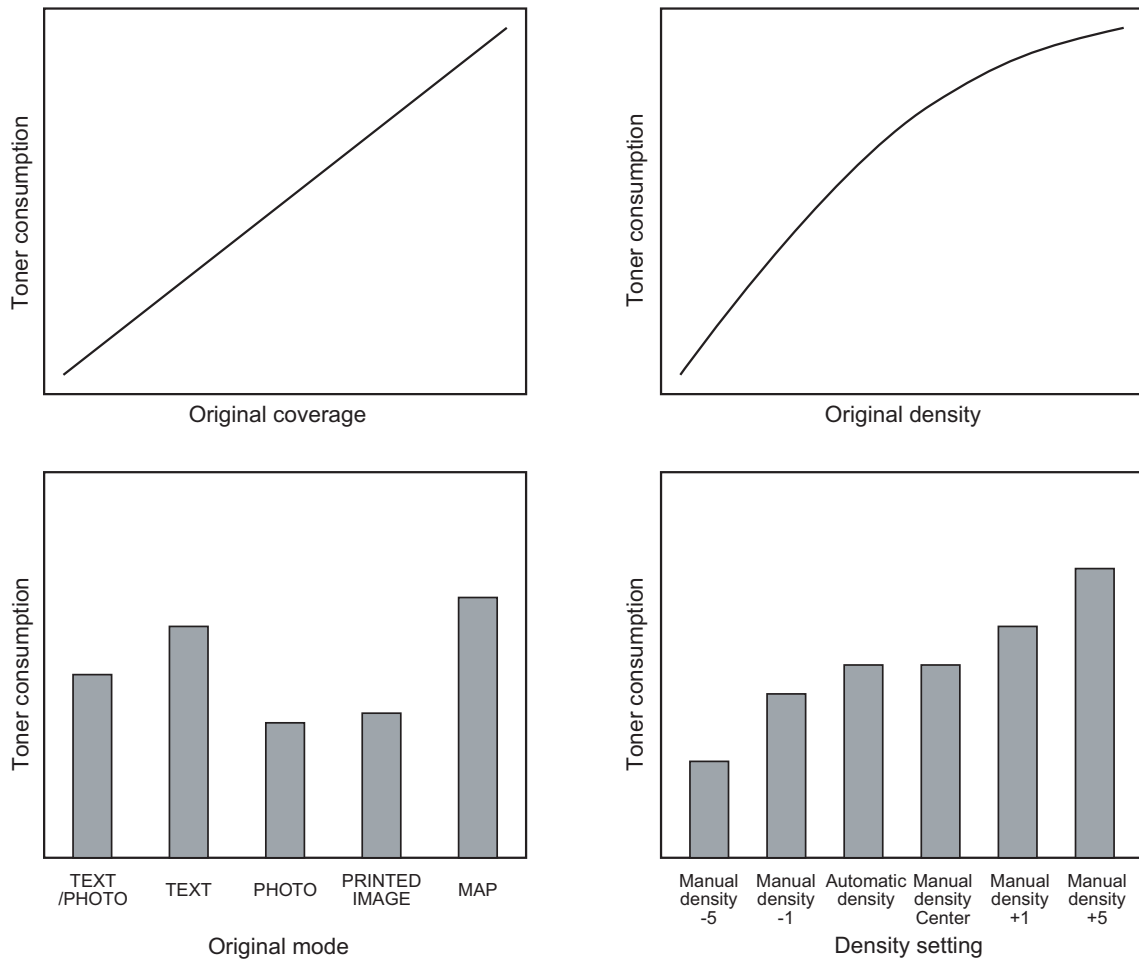 Toner consumption
Original coverage
Toner consumption
Original density
Toner consumption
TEXT
/PHOTO
TEXT
PHOTO
PRINTED
IMAGE
MAP
Original mode
Toner consumption
Manual
density
-5
Manual
density
-1
Automatic
density
Manual
density
Center
Manual
density
+1
Manual
density
+5
Density setting